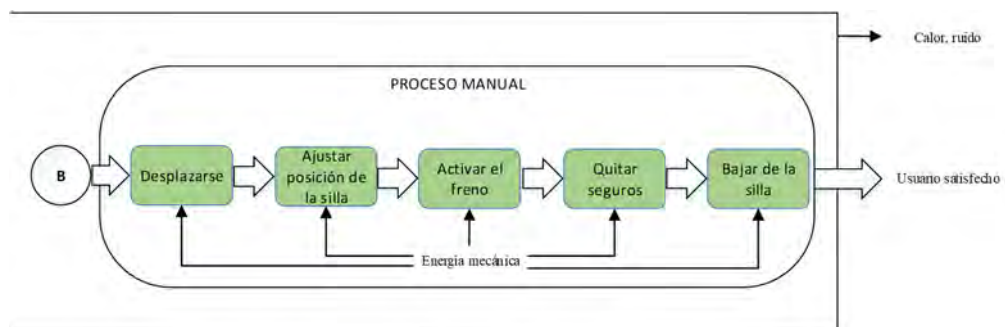 Calor, ruido
PROCESO MANUAL
B
Desplazarse
Ajustar
posición de
la silla
Activar el
freno
Quitar
seguros
Bajar de la
silla
Usuario satisfecho
Energía mecánica